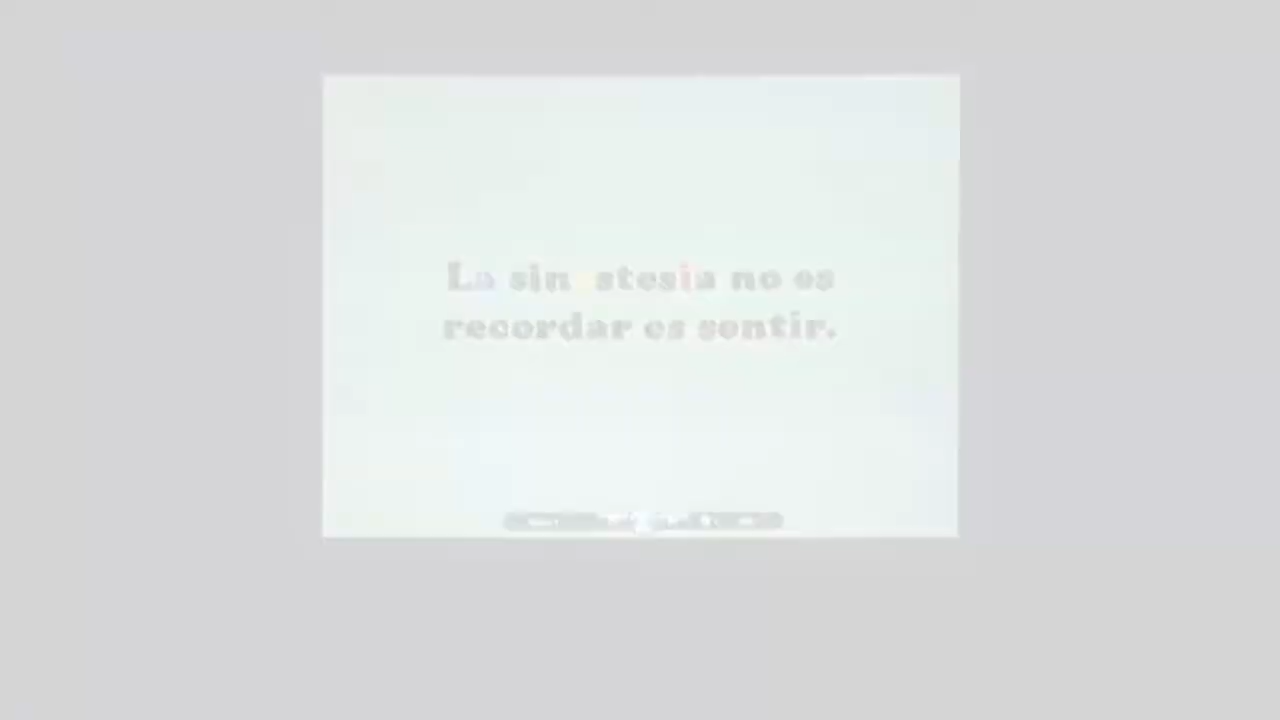 La sinestesia no es
recordar es sentir.